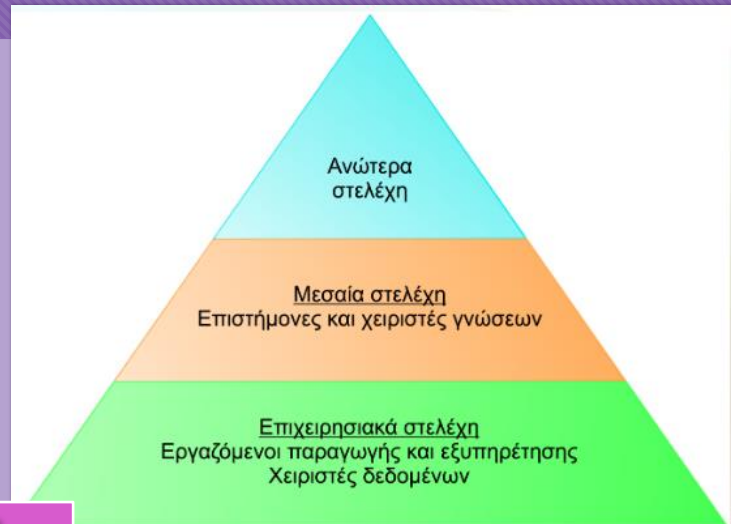 Ανώτερα
στελέχη
Μεσαία στελέχη
Επιστήμονες και χειριστές γνώσεων
Επιχειρησιακά στελέχη
Εργαζόμενοι παραγωγής και εξυπηρέτησης
Χειριστές δεδομένων